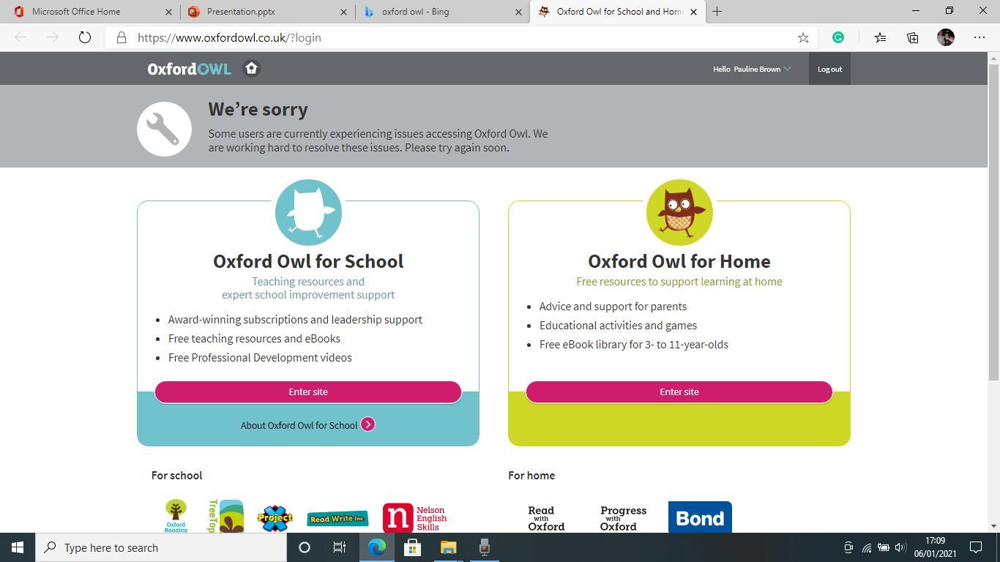 Microsoft Office Home
Presentation.pptx
oxford owl - Bing
Oxford Owl for School and Home
https://www.oxfordowl.co.uk/?login
OxfordOWL
Hello Pauline Brown
Log out
We're sorry
Some users are currently experiencing issues accessing Oxford Owl. We
are working hard to resolve these issues. Please try again soon.
Oxford Owl for School
Teaching resources and
expert school improvement support
• Award-winning subscriptions and leadership support
• Free teaching resources and eBooks
• Free Professional Development videos
Enter site
About Oxford Owl for School
Oxford Owl for Home
Free resources to support learning at home
• Advice and support for parents
• Educational activities and games
• Free eBook library for 3- to 11-year-olds
Enter site
For school
Oxford
Reading
TreeTop
Project
Read Write Inc.
n
Nelson
English
Skills
For home
Read
with
Oxford
Progress
with
Oxford
Bond
Type here to search
17:09
06/01/2021